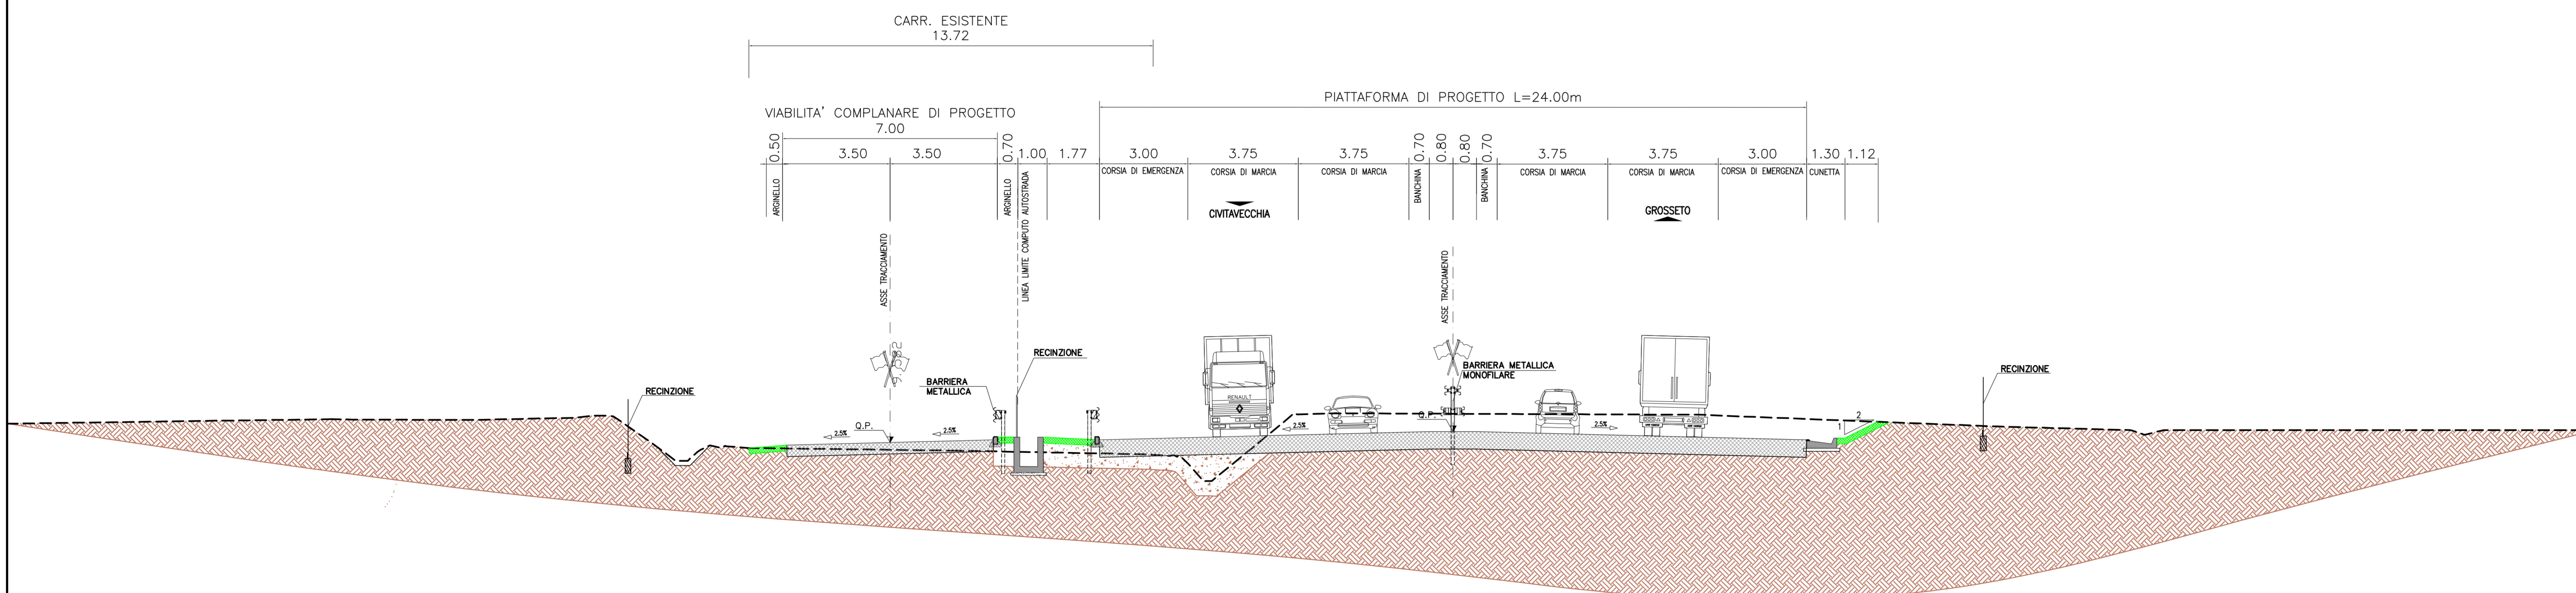 CARR. ESISTENTE
13.72
PIATTAFORMA DI PROGETTO L=24.00m
VIABILITA' COMPLANARE DI PROGETTO
7.00
0.50
3.50
3.50
0.70
1.00
1.77
3.00
3.75
3.75
0.70
0.80
0.80
0.70
3.75
3.75
3.00
1.30
1.12
ARGINELLO
ARGINELLO
LINEA LIMITE COMPUTO AUTOSTRADA
CORSIA DI EMERGENZA
CORSIA DI MARCIA
CORSIA DI MARCIA
BANCHINA
BANCHINA
CORSIA DI MARCIA
CORSIA DI MARCIA
CORSIA DI EMERGENZA
CUNETTA
CIVITAVECCHIA
GROSSETO
ASSE TRACCIAMENTO
ASSE TRACCIAMENTO
RECINZIONE
BARRIERA
METALLICA
RECINZIONE
BARRIERA METALLICA
MONOFILARE
RECINZIONE
RENAULT
Q.P.
2.5%
2.5%
Q.P.
2.5%
2.5%
2
1